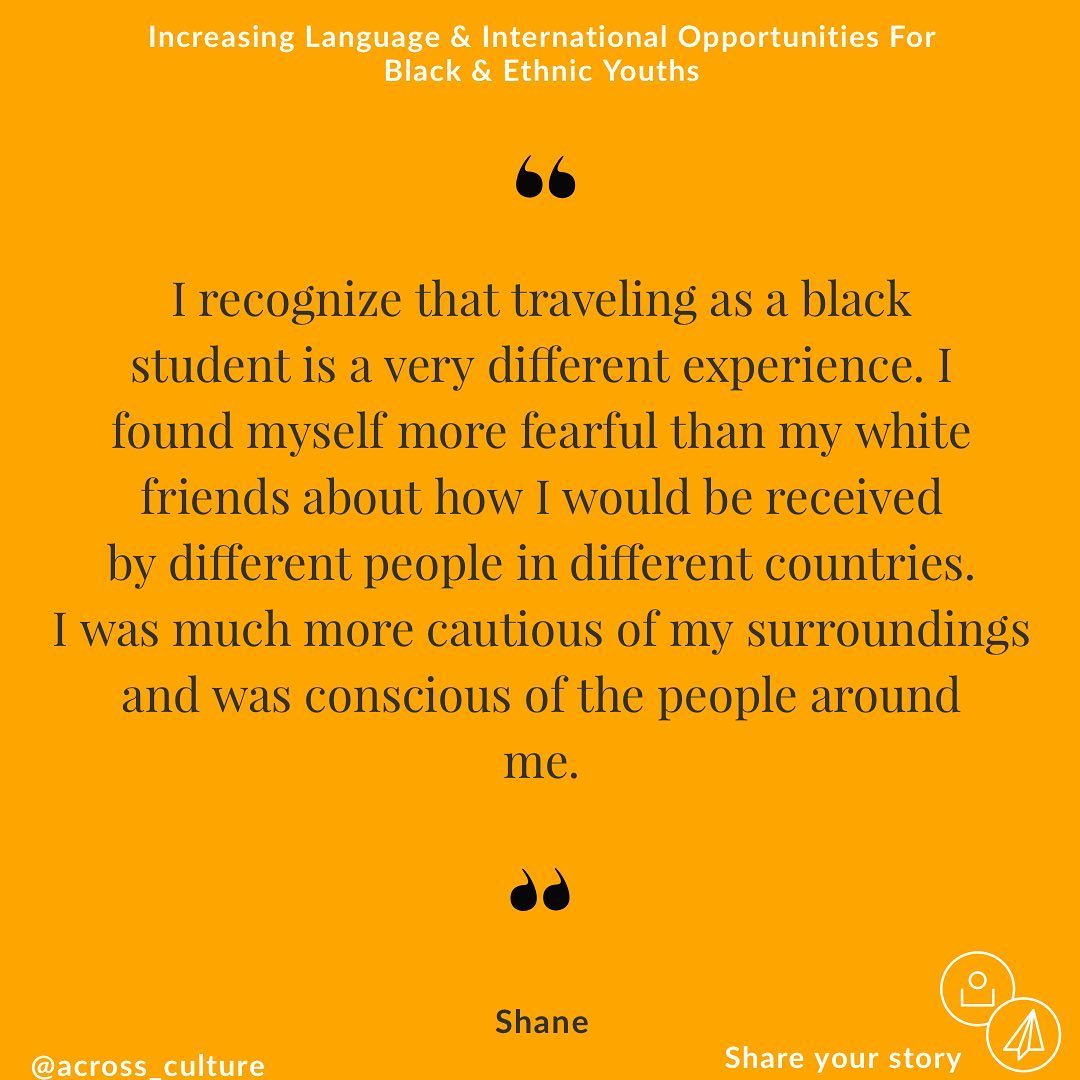 Increasing Language & International Opportunities For
Black & Ethnic Youths
“
I recognize that traveling as a black
student is a very different experience. I
found myself more fearful than my white
friends about how I would be received
by different people in different countries.
I was much more cautious of my surroundings
and was conscious of the people around
me.
“
Shane
@across_culture
Share your story